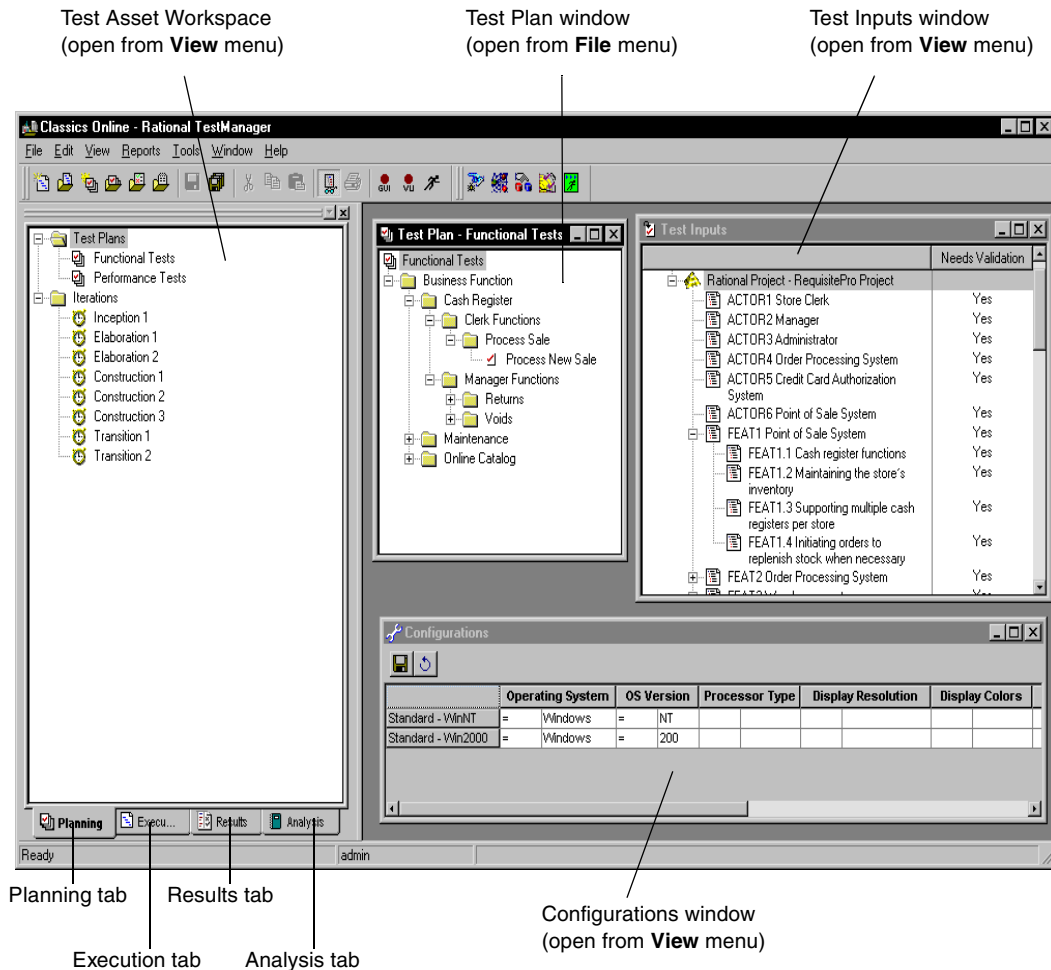 Test Asset Workspace
(open from View menu)
Test Plan window
(open from File menu)
Test Inputs window
(open from View menu)
Classics Online - Rational TestManager
File Edit View Reports Tools Window Help
GUI VU
Test Plans
Functional Tests
Performance Tests
Iterations
Inception 1
Elaboration 1
Elaboration 2
Construction 1
Construction 2
Construction 3
Transition 1
Transition 2
Test Plan - Functional Tests
Functional Tests
Business Function
Cash Register
Clerk Functions
Process Sale
Process New Sale
Manager Functions
Returns
Voids
Maintenance
Online Catalog
Test Inputs
Needs Validation
Rational Project - RequisitePro Project
ACTOR1 Store Clerk Yes
ACTOR2 Manager Yes
ACTOR3 Administrator Yes
ACTOR4 Order Processing System Yes
ACTOR5 Credit Card Authorization Yes
System
ACTOR6 Point of Sale System Yes
FEAT1 Point of Sale System Yes
FEAT1.1 Cash register functions Yes
FEAT1.2 Maintaining the store's Yes
inventory
FEAT1.3 Supporting multiple cash Yes
registers per store
FEAT1.4 Initiating orders to Yes
replenish stock when necessary
FEAT2 Order Processing System Yes
Configurations
Operating System OS Version Processor Type Display Resolution Display Colors
Standard - WinNT = Windows = NT
Standard - Win2000 = Windows = 200
Planning Execu... Results Analysis
Ready admin
Planning tab Results tab
Execution tab Analysis tab
Configurations window
(open from View menu)